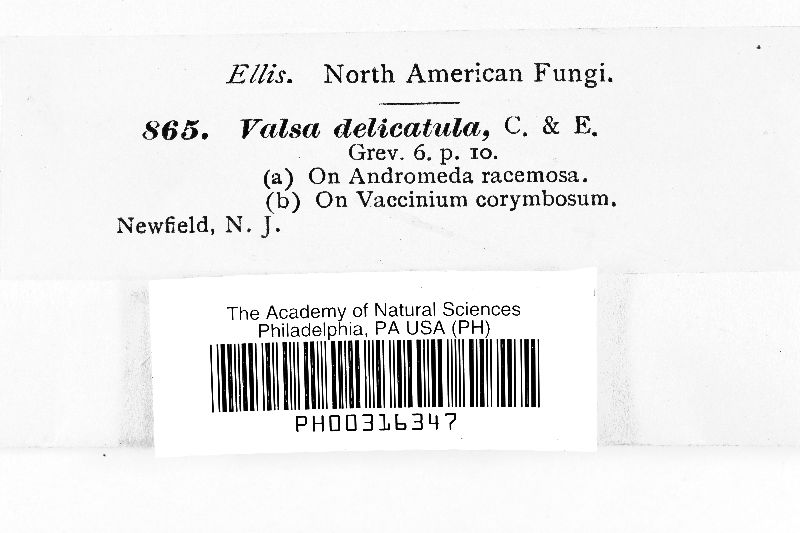 Ellis. North American Fungi.
865. Valsa delicatula, C. & E.
Grev. 6. p. 10.
(a) On Andromeda racemosa.
(b) On Vaccinium corymbosum.
Newfield, N. J.
The Academy of Natural Sciences
Philadelphia, PA USA (PH)
PH00316347